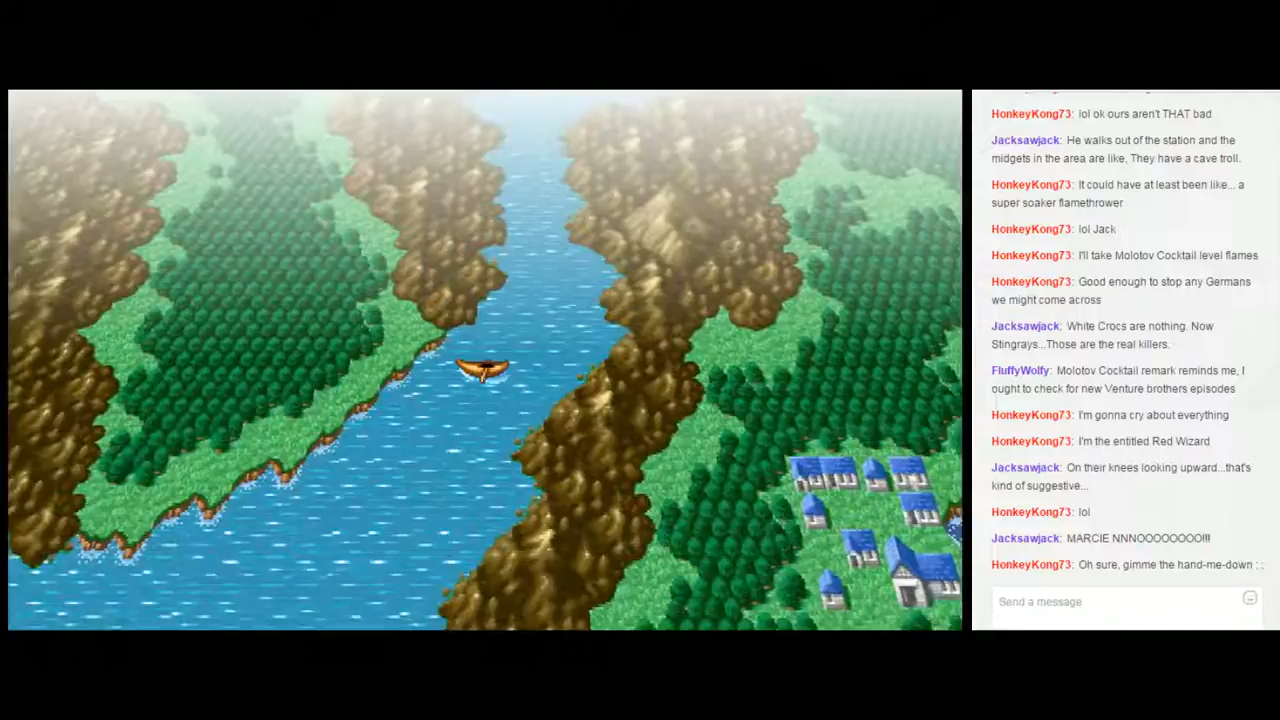 HonkeyKong73: lol ok ours aren't THAT bad
Jacksawjack: He walks out of the station and the
midgets in the area are like, They have a cave troll.
HonkeyKong73: It could have at least been like... a
super soaker flamethrower
HonkeyKong73: lol Jack
HonkeyKong73: I'll take Molotov Cocktail level flames
HonkeyKong73: Good enough to stop any Germans
we might come across
Jacksawjack: White Crocs are nothing. Now
Stingrays...Those are the real killers.
FluffyWolfy: Molotov Cocktail remark reminds me, I
ought to check for new Venture brothers episodes
HonkeyKong73: I'm gonna cry about everything
HonkeyKong73: I'm the entitled Red Wizard
Jacksawjack: On their knees looking upward...that's
kind of suggestive...
HonkeyKong73: lol
Jacksawjack: MARCIE NNNOOOOOOOO!!!
HonkeyKong73: Oh sure, gimme the hand-me-down ; ;
Send a message